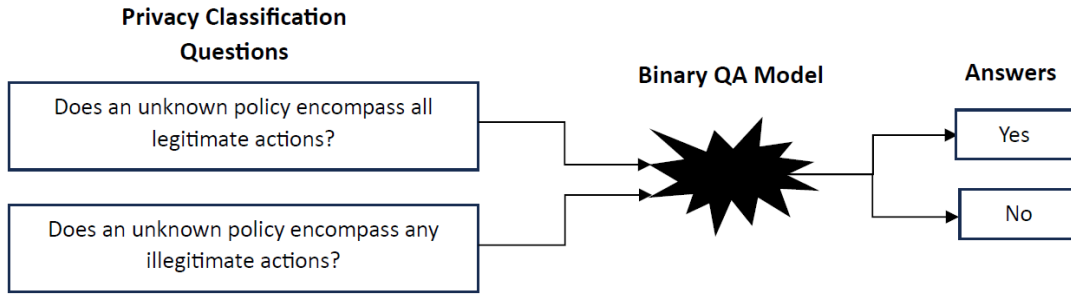 Privacy Classification
Questions
Does an unknown policy encompass all
legitimate actions?
Does an unknown policy encompass any
illegitimate actions?
Binary QA Model
Answers
Yes
No